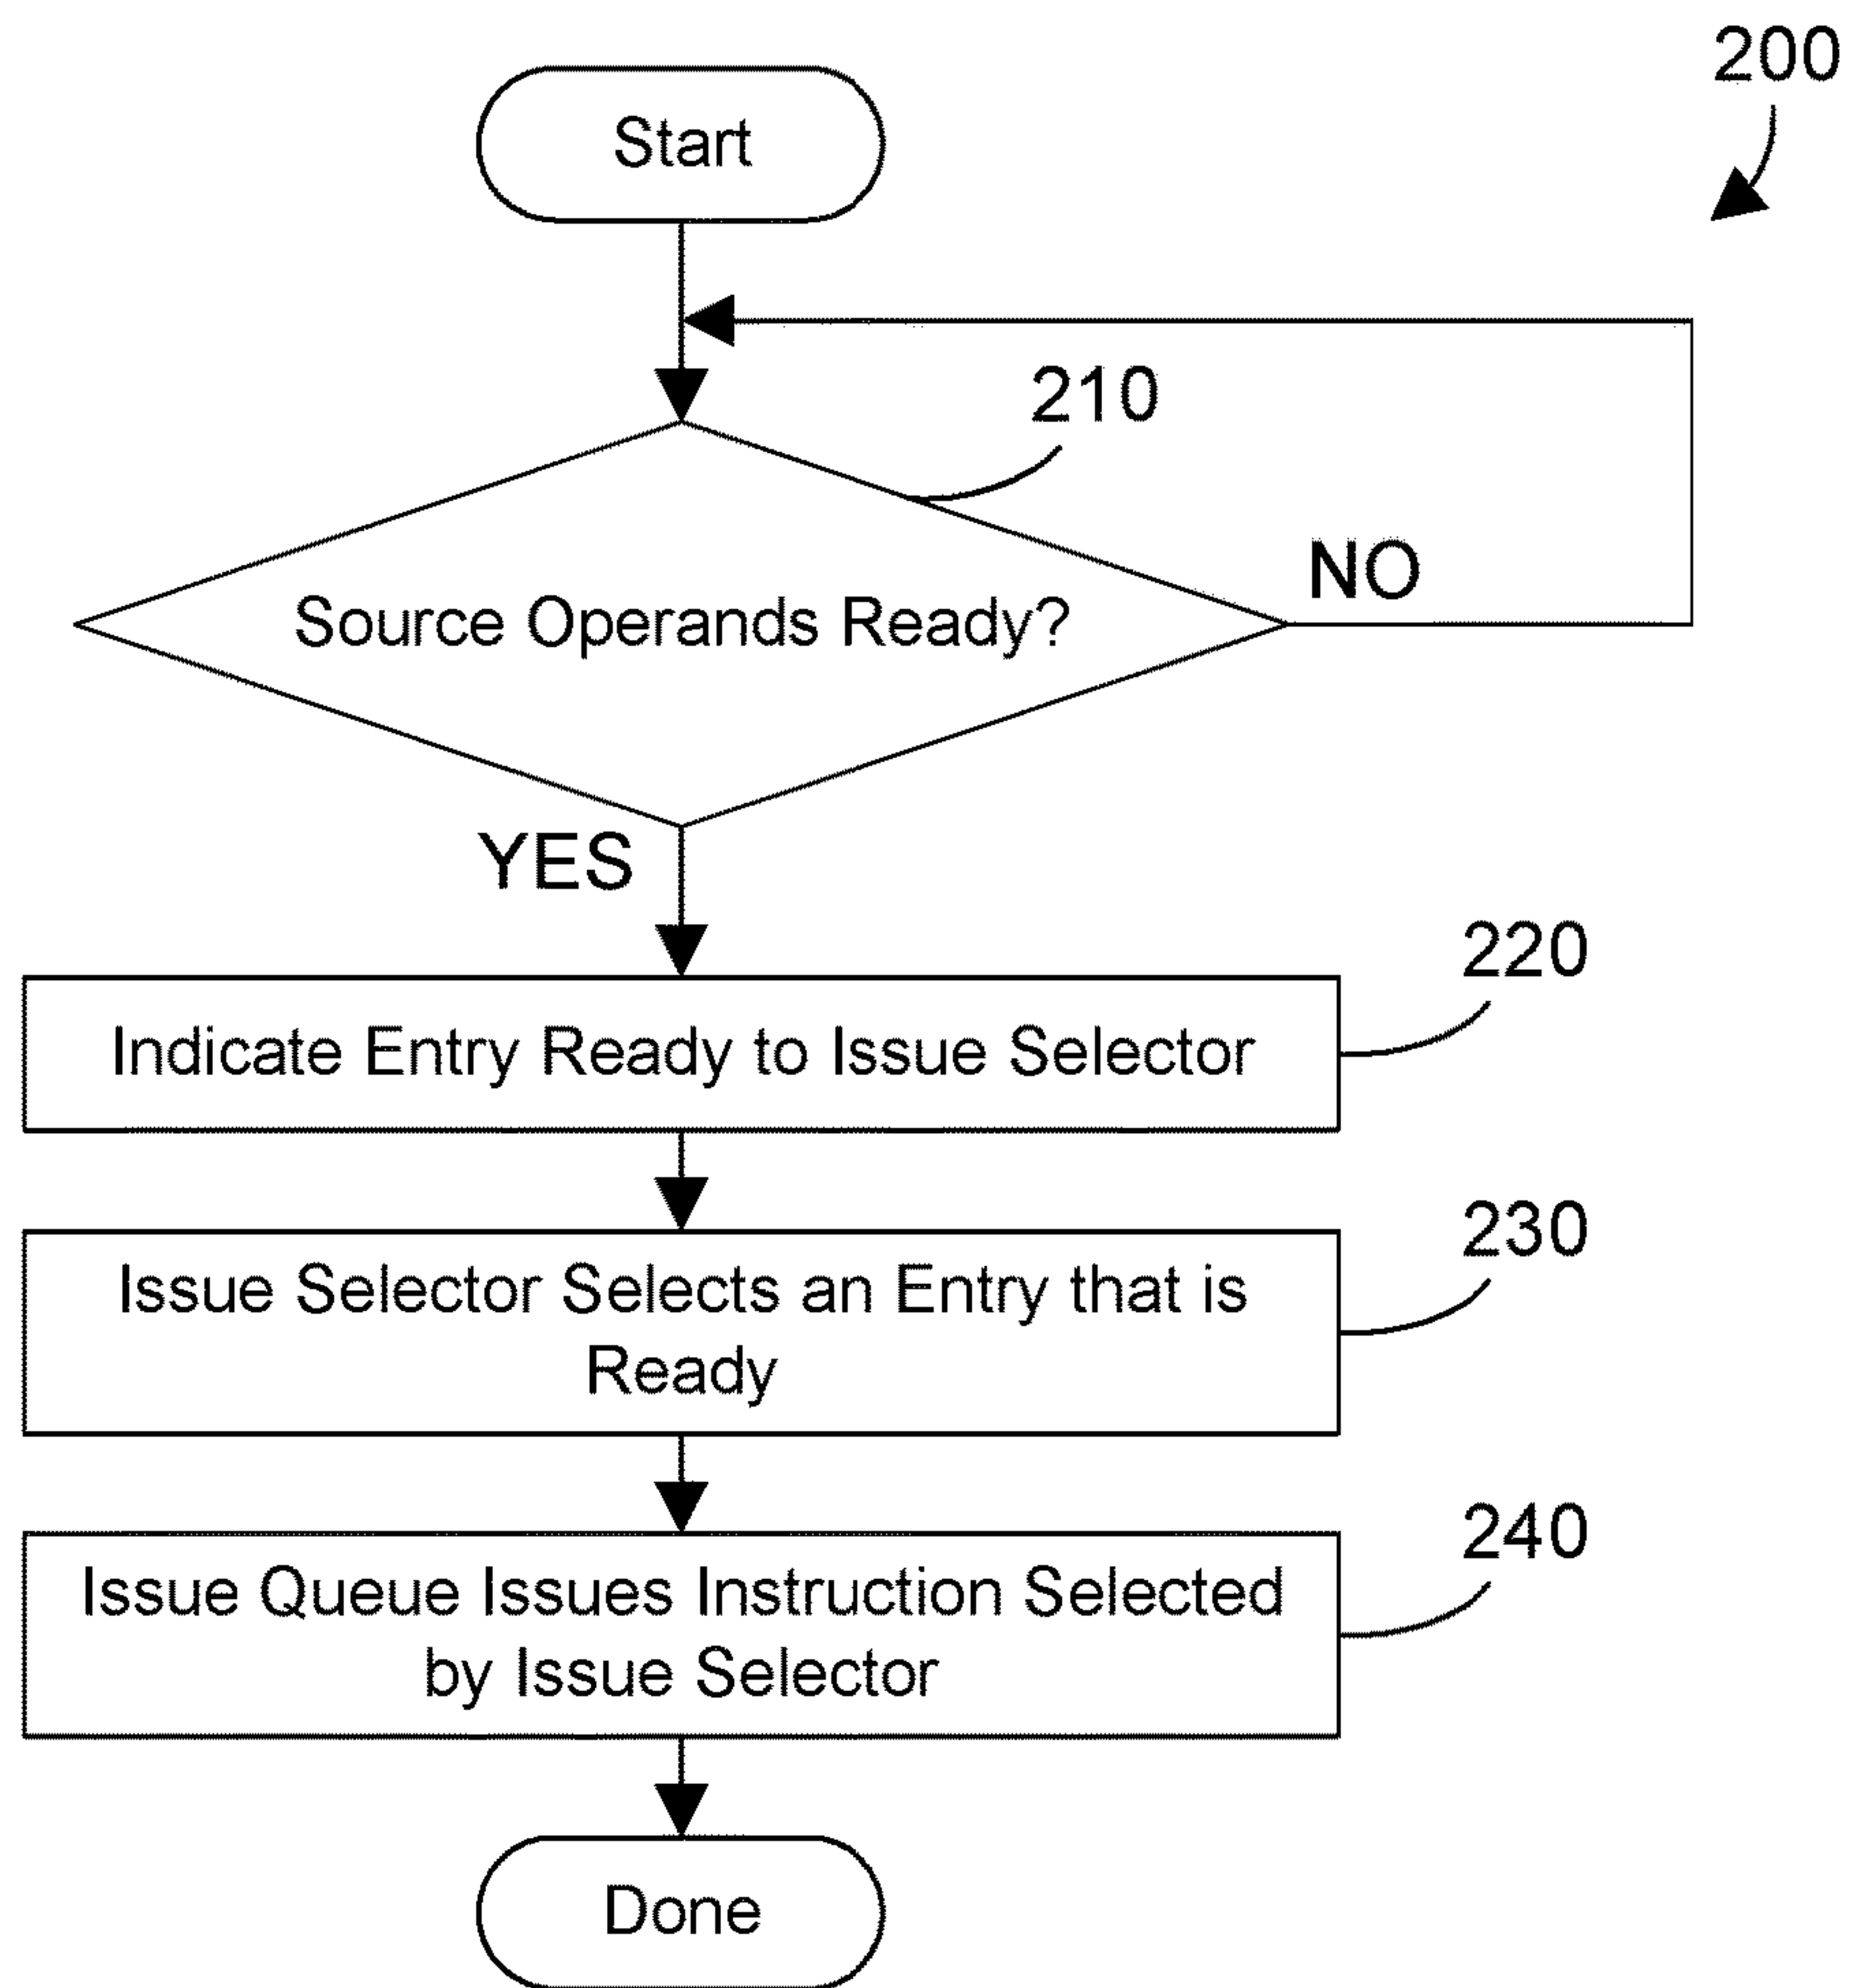 200
Start
210
NO
Source Operands Ready?
YES
220
Indicate Entry Ready to Issue Selector
230
Issue Selector Selects an Entry that is
Ready
240
Issue Queue Issues Instruction Selected
by Issue Selector
Done